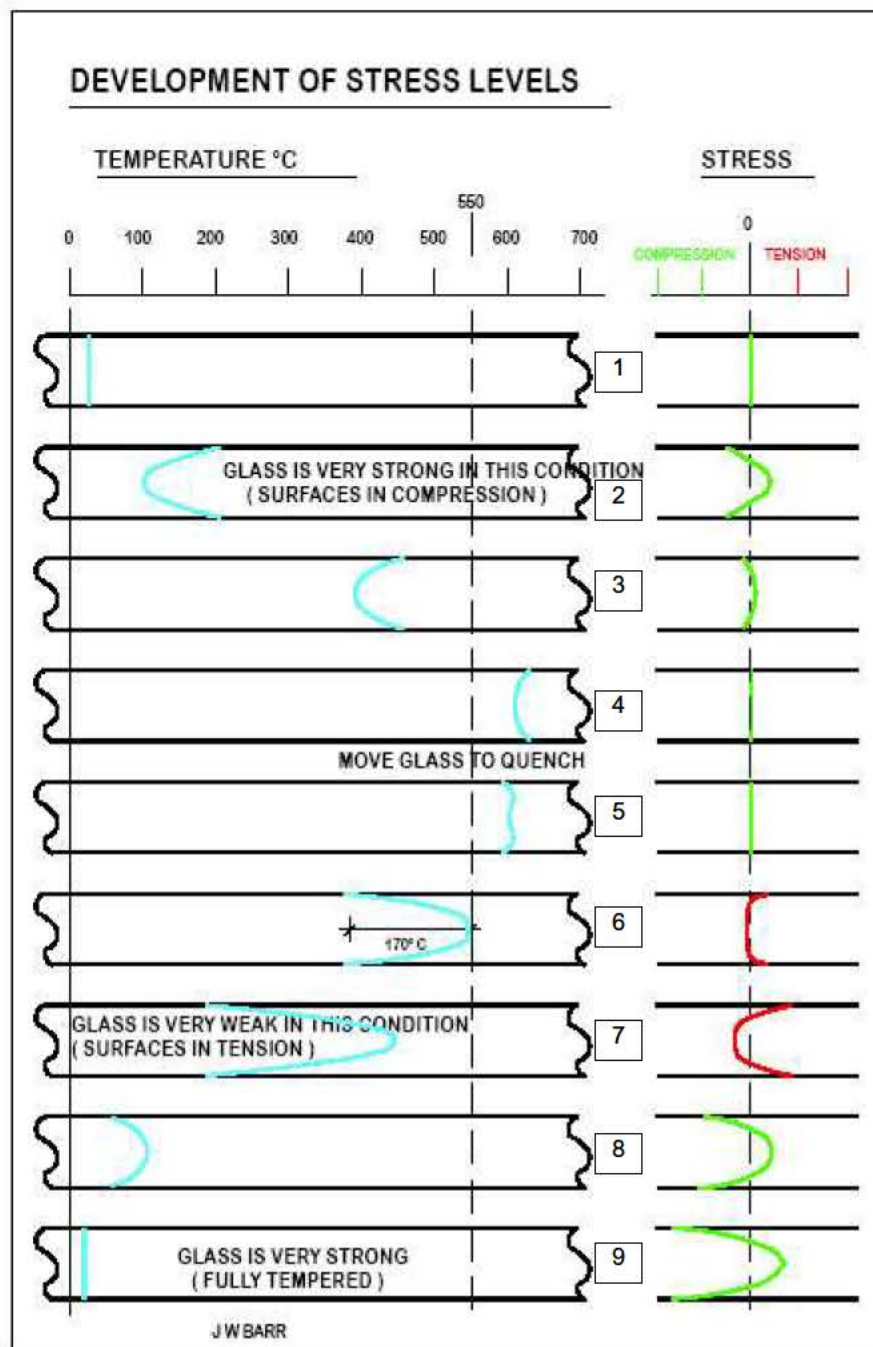 DEVELOPMENT OF STRESS LEVELS
TEMPERATURE °C
STRESS
550
0
0 100 200 300 400 500 600 700
COMPRESSION TENSION
1
GLASS IS VERY STRONG IN THIS CONDITION
( SURFACES IN COMPRESSION )
2
3
4
MOVE GLASS TO QUENCH
5
6
170° C
GLASS IS VERY WEAK IN THIS CONDITION
( SURFACES IN TENSION )
7
8
GLASS IS VERY STRONG
( FULLY TEMPERED )
9
J W BARR